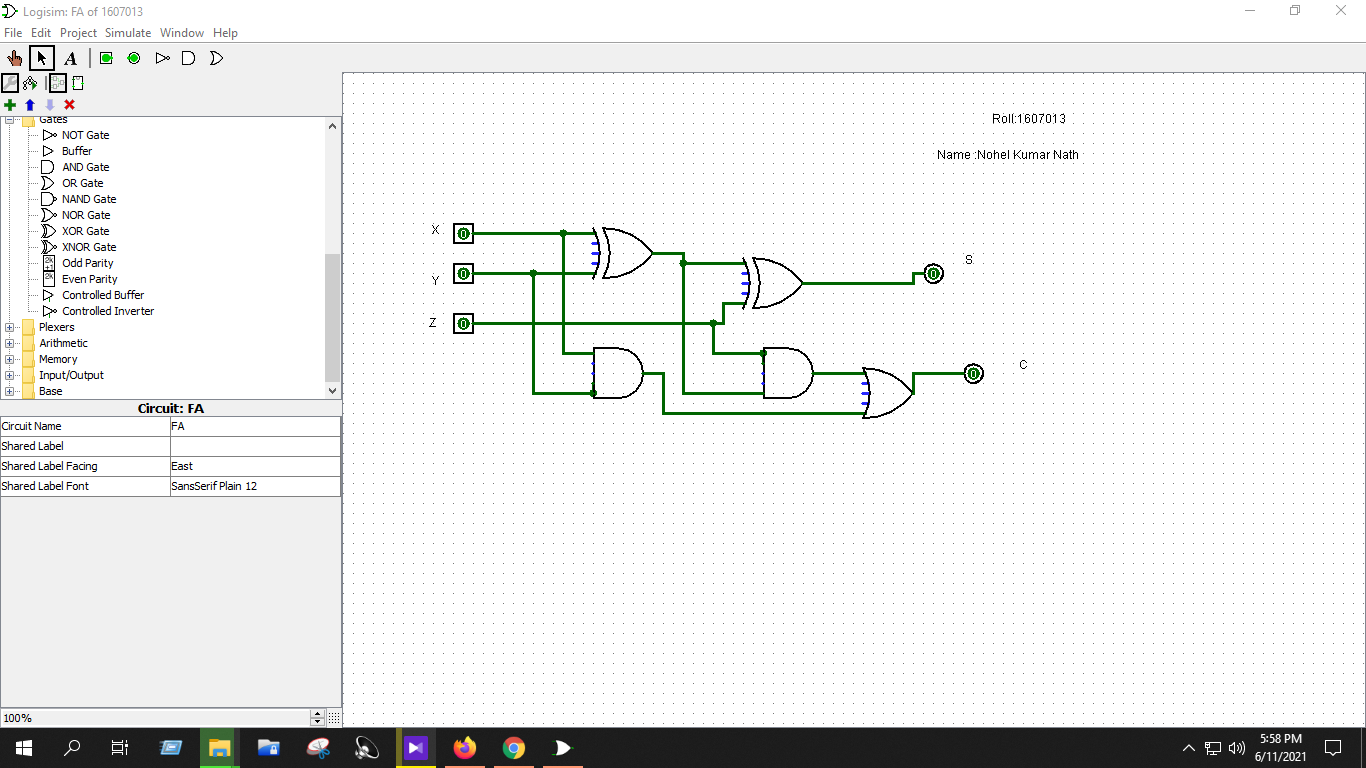 Logisim: FA of 1607013
File Edit Project Simulate Window Help
A
Gates
NOT Gate
Buffer
AND Gate
OR Gate
NAND Gate
NOR Gate
XOR Gate
XNOR Gate
Odd Parity
Even Parity
Controlled Buffer
Controlled Inverter
Plexers
Arithmetic
Memory
Input/Output
Base
Circuit: FA
Circuit Name FA
Shared Label
Shared Label Facing East
Shared Label Font SansSerif Plain 12
100%
Roll:1607013
Name :Nohel Kumar Nath
X 0
Y 0
Z 0
0 S
0 C
5:58 PM
6/11/2021